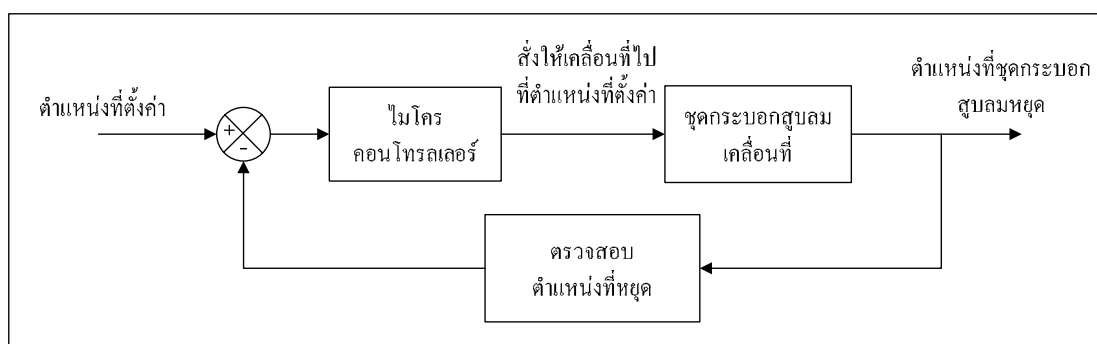 สั่งให้เคลื่อนที่ไป
ที่ตำแหน่งที่ตั้งค่า
ตำแหน่งที่ชุดกระบอก
สูบลมหยุด
ตำแหน่งที่ตั้งค่า
+
-
ไมโคร
คอนโทรลเลอร์
ชุดกระบอกสูบลม
เคลื่อนที่
ตรวจสอบ
ตำแหน่งที่หยุด